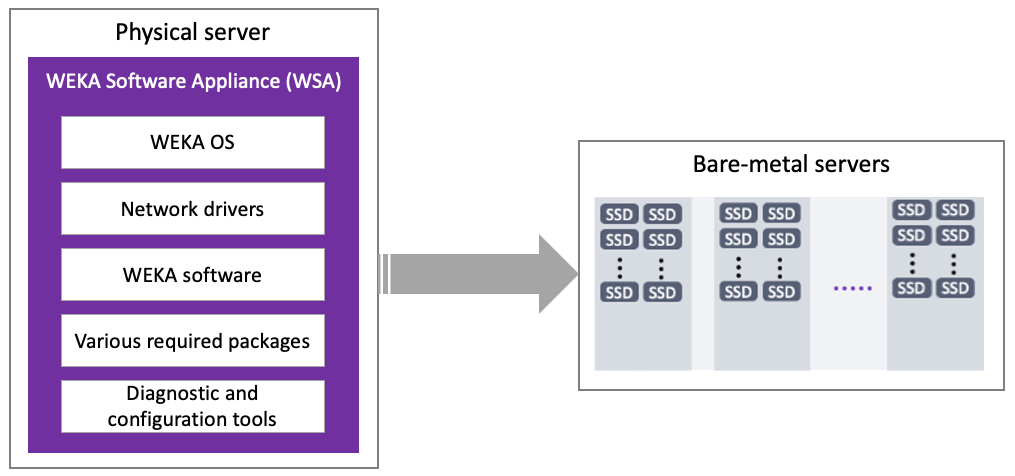 Physical server
WEKA Software Appliance (WSA)
WEKA OS
Network drivers
WEKA software
Various required packages
Diagnostic and
configuration tools
Bare-metal servers
SSD SSD SSD SSD SSD SSD
SSD SSD SSD SSD SSD SSD
SSD SSD SSD SSD SSD SSD